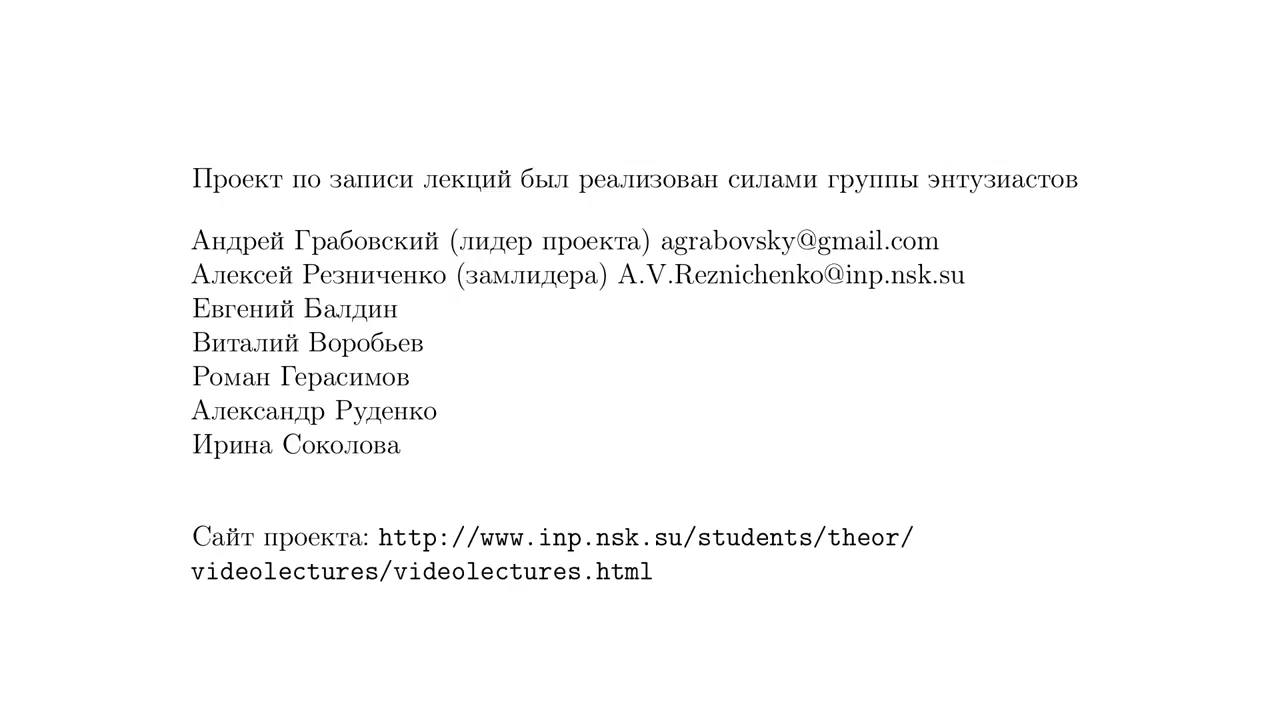 Проект по записи лекций был реализован силами группы энтузиастов
Андрей Грабовский (лидер проекта) agrabovsky@gmail.com
Алексей Резниченко (замлидера) A.V.Reznichenko@inp.nsk.su
Евгений Балдин
Виталий Воробьев
Роман Герасимов
Александр Руденко
Ирина Соколова
Сайт проекта: http://www.inp.nsk.su/students/theor/
videolectures/videolectures.html